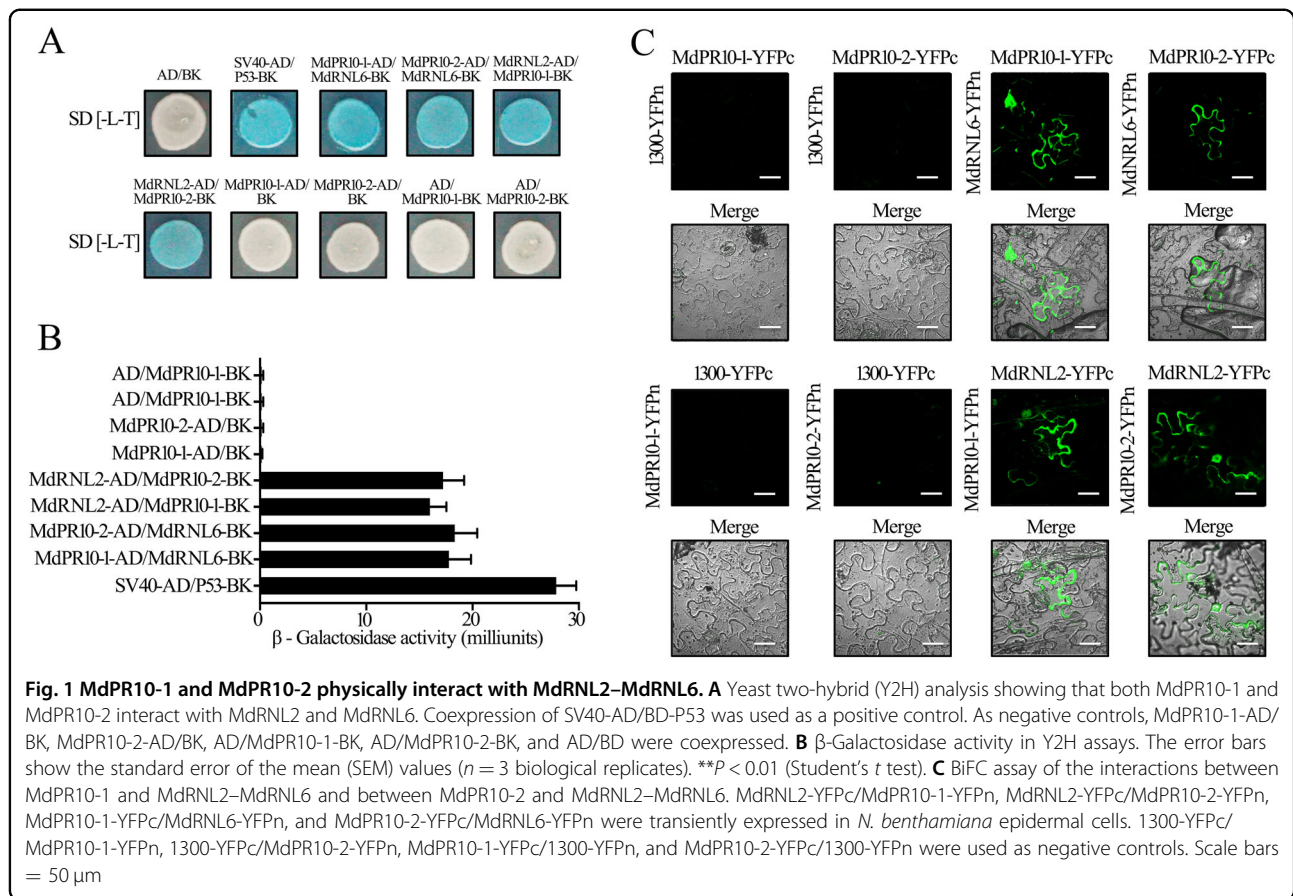 A
AD/BK
SV40-AD/
P53-BK
MdPR10-1-AD/
MdRNL6-BK
MdPR10-2-AD/
MdRNL6-BK
MdRNL2-AD/
MdPR10-1-BK
SD [-L-T]
MdRNL2-AD/
MdPR10-2-BK
MdPR10-1-AD/
BK
MdPR10-2-AD/
BK
AD/
MdPR10-1-BK
AD/
MdPR10-2-BK
SD [-L-T]
B
AD/MdPR10-1-BK
AD/MdPR10-1-BK
MdPR10-2-AD/BK
MdPR10-1-AD/BK
MdRNL2-AD/MdPR10-2-BK
MdRNL2-AD/MdPR10-1-BK
MdPR10-2-AD/MdRNL6-BK
MdPR10-1-AD/MdRNL6-BK
SV40-AD/P53-BK
0 10 20 30
β - Galactosidase activity (milliunits)
C
MdPR10-1-YFPc MdPR10-2-YFPc MdPR10-1-YFPc MdPR10-2-YFPc
1300-YFPn
1300-YFPn
MdRNL6-YFPn
MdNRL6-YFPn
Merge Merge Merge Merge
1300-YFPc 1300-YFPc MdRNL2-YFPc MdRNL2-YFPc
MdPR10-1-YFPn
MdPR10-2-YFPn
MdPR10-1-YFPn
MdPR10-2-YFPn
Merge Merge Merge Merge
Fig. 1 MdPR10-1 and MdPR10-2 physically interact with MdRNL2–MdRNL6. A Yeast two-hybrid (Y2H) analysis showing that both MdPR10-1 and
MdPR10-2 interact with MdRNL2 and MdRNL6. Coexpression of SV40-AD/BD-P53 was used as a positive control. As negative controls, MdPR10-1-AD/
BK, MdPR10-2-AD/BK, AD/MdPR10-1-BK, AD/MdPR10-2-BK, and AD/BD were coexpressed. B β-Galactosidase activity in Y2H assays. The error bars
show the standard error of the mean (SEM) values (n = 3 biological replicates). **P < 0.01 (Student's t test). C BiFC assay of the interactions between
MdPR10-1 and MdRNL2–MdRNL6 and between MdPR10-2 and MdRNL2–MdRNL6. MdRNL2-YFPc/MdPR10-1-YFPn, MdRNL2-YFPc/MdPR10-2-YFPn,
MdPR10-1-YFPc/MdRNL6-YFPn, and MdPR10-2-YFPc/MdRNL6-YFPn were transiently expressed in N. benthamiana epidermal cells. 1300-YFPc/
MdPR10-1-YFPn, 1300-YFPc/MdPR10-2-YFPn, MdPR10-1-YFPc/1300-YFPn, and MdPR10-2-YFPc/1300-YFPn were used as negative controls. Scale bars
= 50 μm